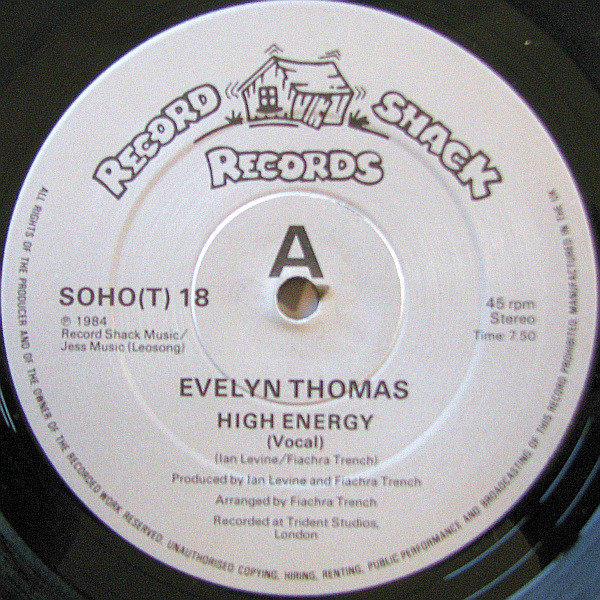 RECORD SHACK
RECORDS
A
SOHO(T) 18
℗ 1984
Record Shack Music/
Jess Music (Leosong)
45 rpm
Stereo
Time: 7.50
EVELYN THOMAS
HIGH ENERGY
(Vocal)
(Ian Levine/Fiachra Trench)
Produced by Ian Levine and Fiachra Trench
Arranged by Fiachra Trench
Recorded at Trident Studios,
London
ALL RIGHTS OF THE PRODUCER AND OF THE OWNER OF THE RECORDED WORK RESERVED. UNAUTHORISED COPYING, HIRING, RENTING, PUBLIC PERFORMANCE AND BROADCASTING OF THIS RECORD PROHIBITED. MANUFACTURED IN THE UK